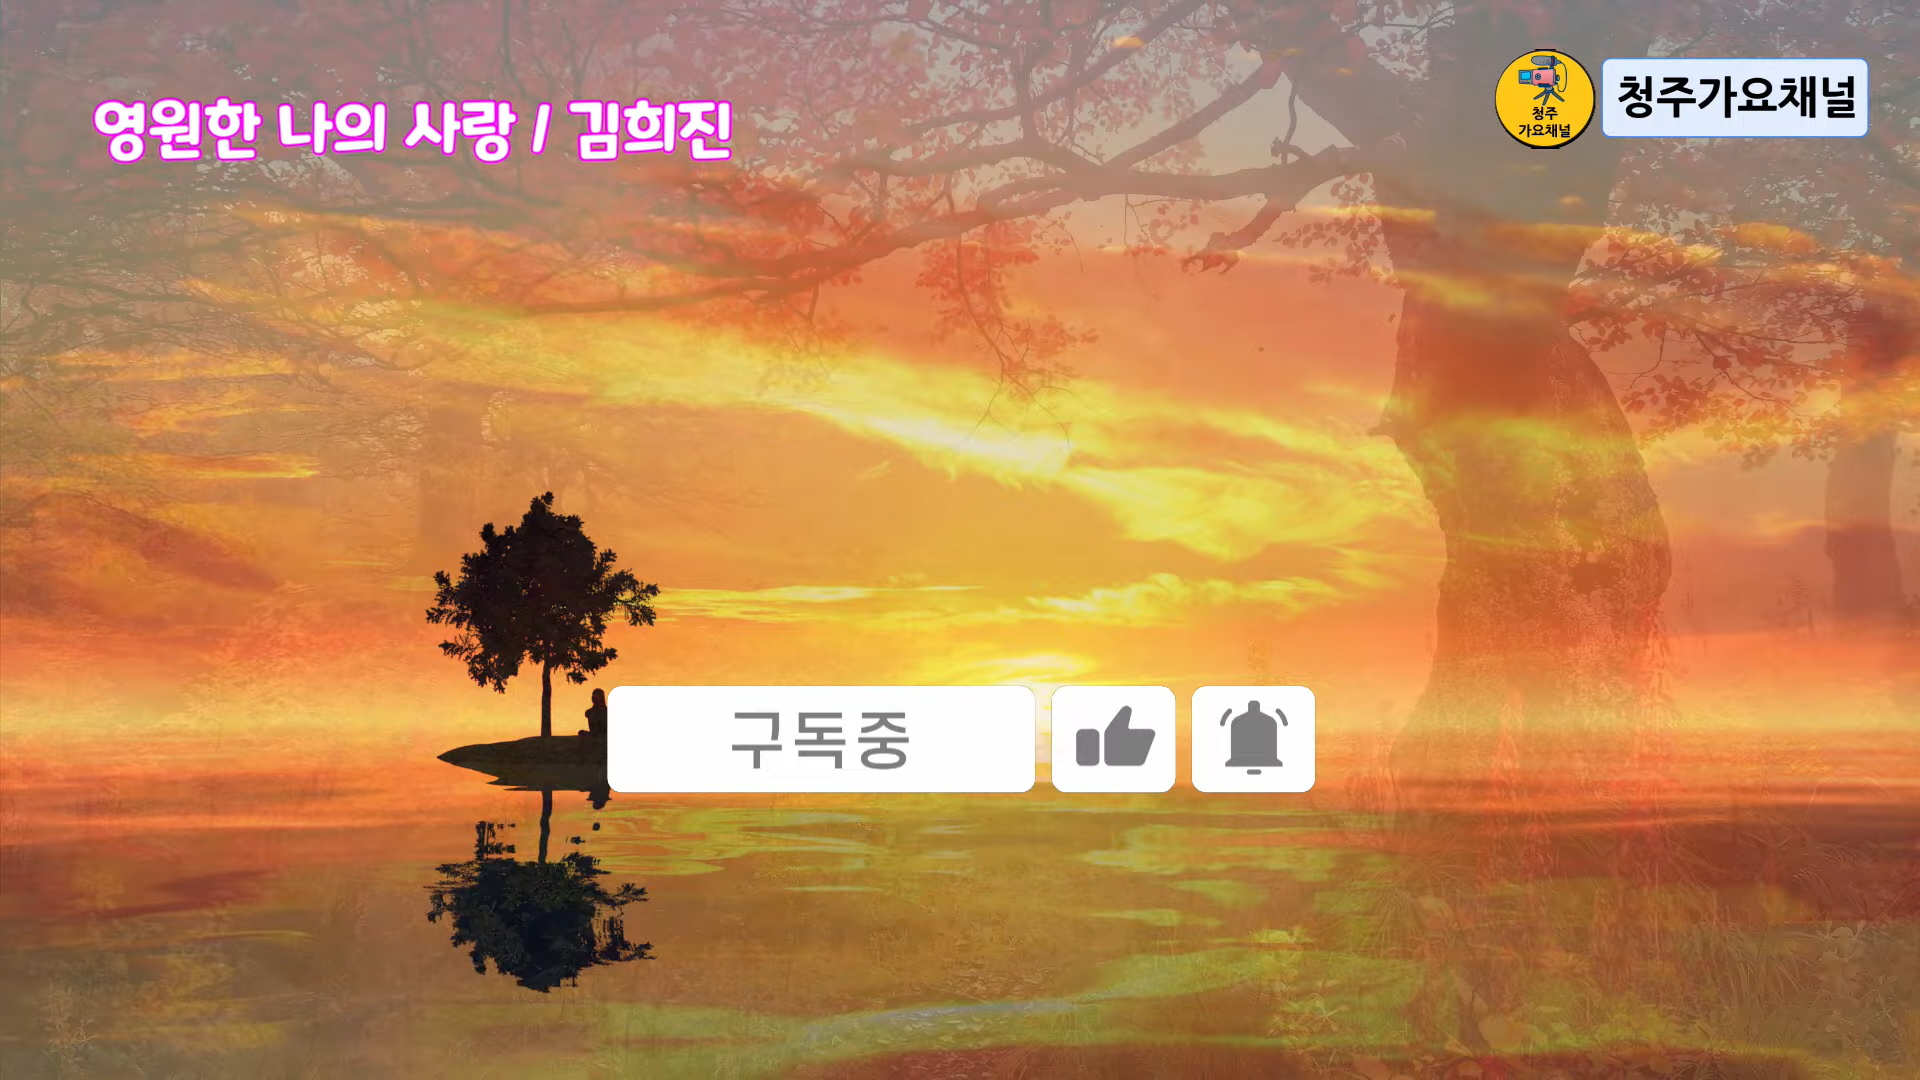 영원한 나의 사랑 / 김희진
청주
가요채널
청주가요채널
구독중